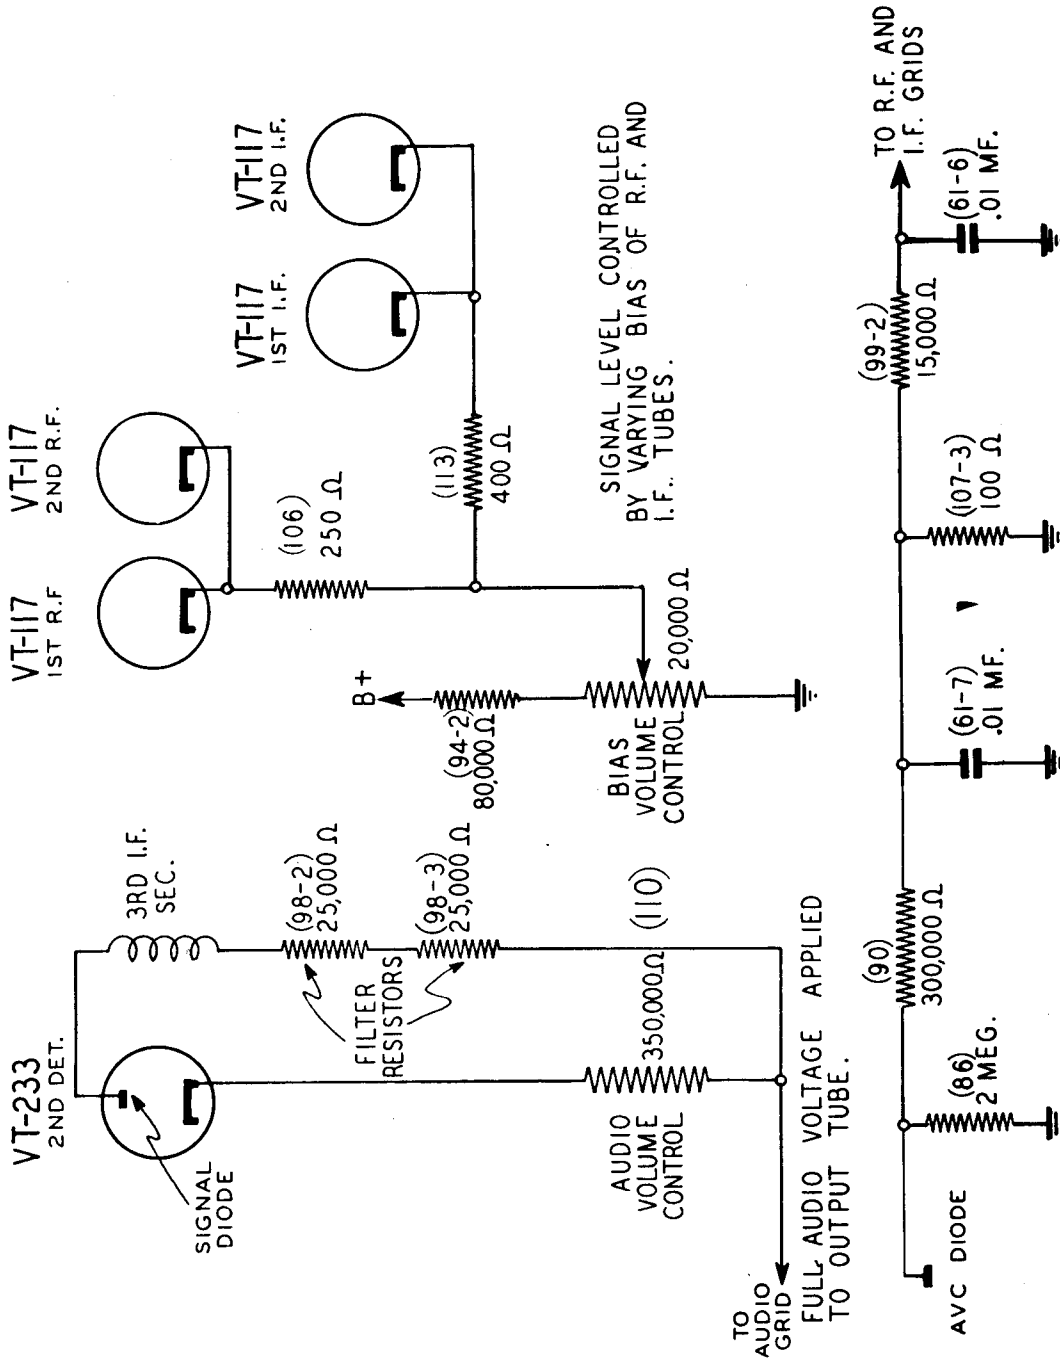 VT-233
2ND DET.
SIGNAL
DIODE
3RD I.F.
SEC.
(98-2)
25,000 Ω
(98-3)
25,000 Ω
FILTER
RESISTORS
350,000Ω
(110)
AUDIO
VOLUME
CONTROL
TO
AUDIO
GRID
FULL AUDIO VOLTAGE APPLIED
TO OUTPUT TUBE.
VT-117
1ST R.F
VT-117
2ND R.F.
VT-117
1ST I.F.
VT-117
2ND I.F.
(106)
250 Ω
(113)
400 Ω
B+
(94-2)
80,000Ω
BIAS
VOLUME
CONTROL
20,000Ω
SIGNAL LEVEL CONTROLLED
BY VARYING BIAS OF R.F. AND
I.F. TUBES.
AVC DIODE
(86)
2 MEG.
(90)
300,000 Ω
(61-7)
.01 MF.
(107-3)
100 Ω
(99-2)
15,000 Ω
(61-6)
.01 MF.
TO R.F. AND
I.F. GRIDS